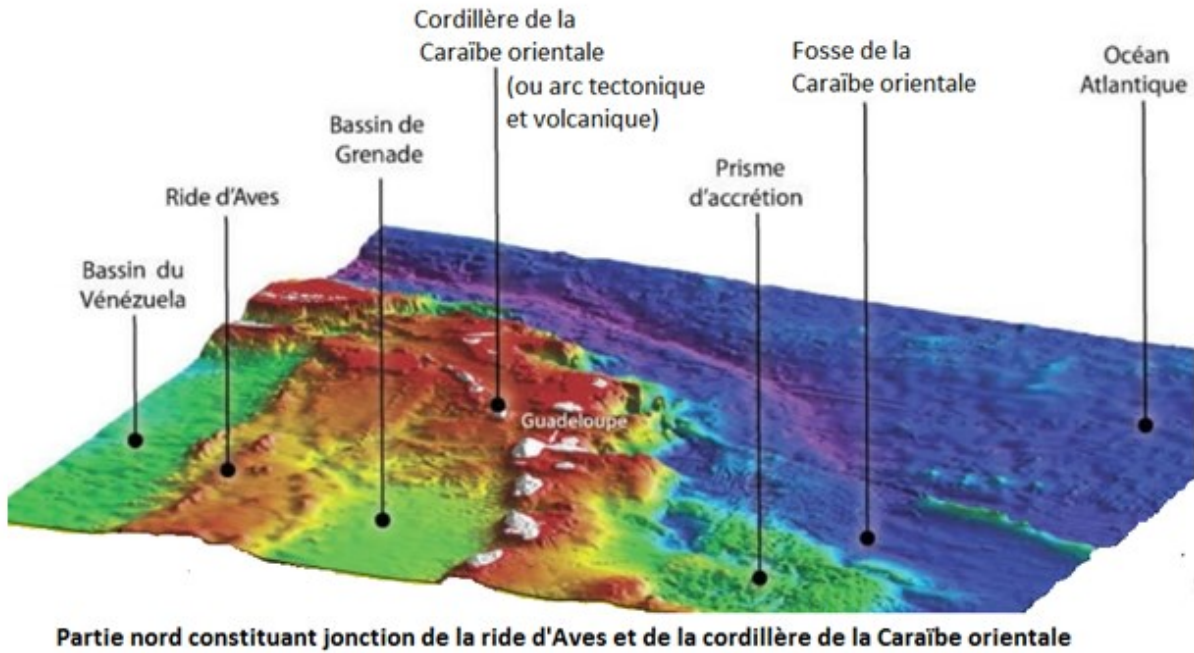 Cordillère de la
Caraïbe orientale
(ou arc tectonique
et volcanique)
Fosse de la
Caraïbe orientale
Océan
Atlantique
Bassin de
Grenade
Prisme
d'accrétion
Ride d'Aves
Bassin du
Vénézuela
Guadeloupe
Partie nord constituant jonction de la ride d'Aves et de la cordillère de la Caraïbe orientale